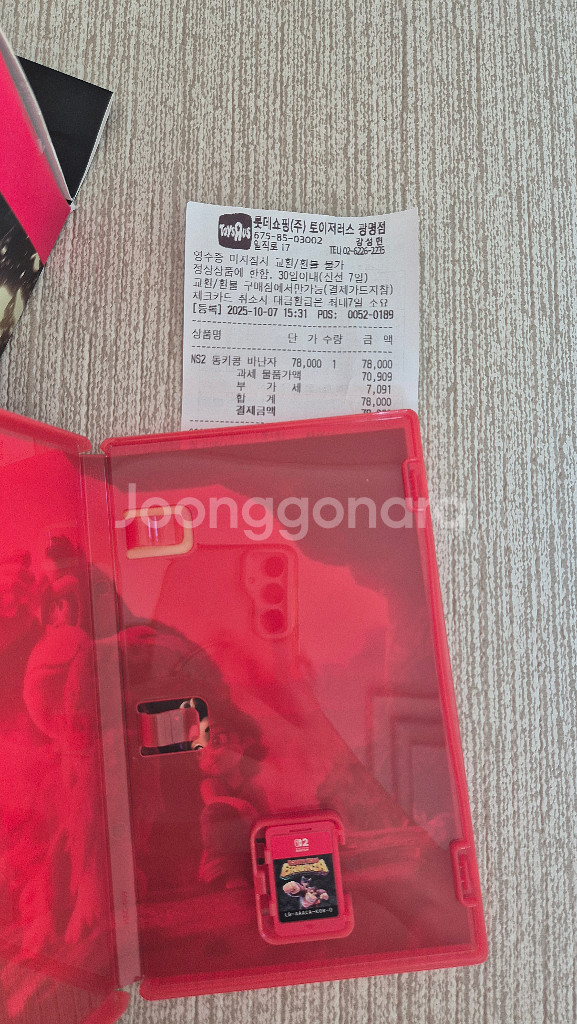 TOYSRUS
롯데쇼핑(주) 토이저러스 광명점
675-85-03002 강성현
일직로 17 TEL) 02-6226-2235
영수증 미지참시 교환/환불 불가
정상상품에 한함. 30일이내(신선 7일)
교환/환불 구매점에서만가능(결제카드지참)
체크카드 취소시 대금환급은 최대7일 소요
[등록] 2025-10-07 15:31 POS: 0052-0189
상품명 단 가 수량 금 액
NS2 동키콩 바난자 78,000 1 78,000
과세 물품가액 70,909
부 가 세 7,091
합 계 78,000
결제금액
Joonggonara
2
BANANZA